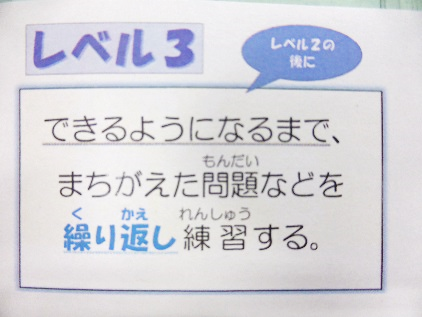 レベル3
レベル2の
後に
できるようになるまで、
もんだい
まちがえた問題などを
く かえ れんしゅう
繰り返し練習する。